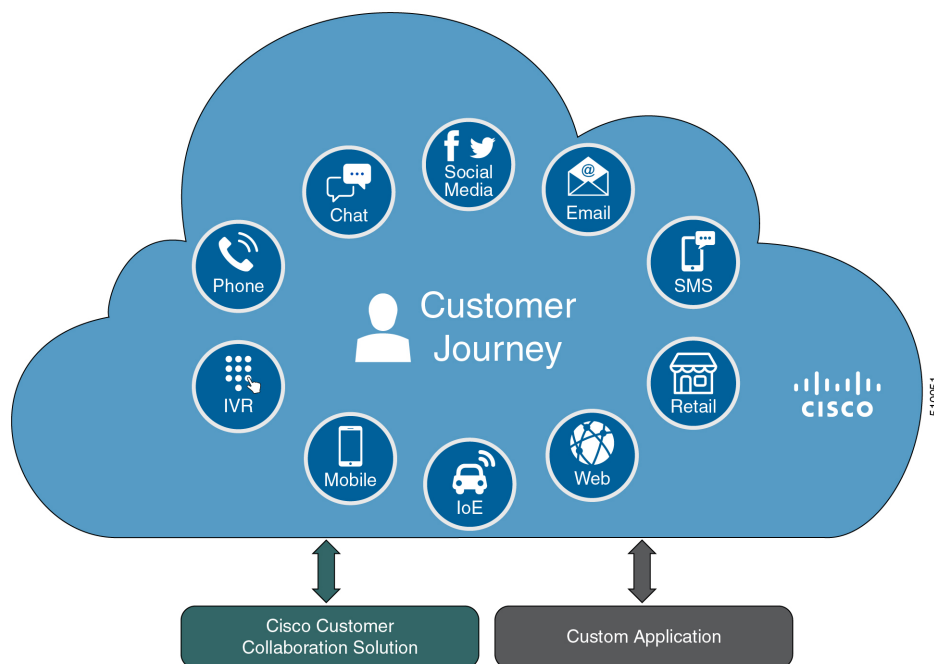 Social
Media
Chat
Email
Phone
SMS
Customer
Journey
IVR
Retail
CISCO
Mobile
IoE
Web
Cisco Customer
Collaboration Solution
Custom Application